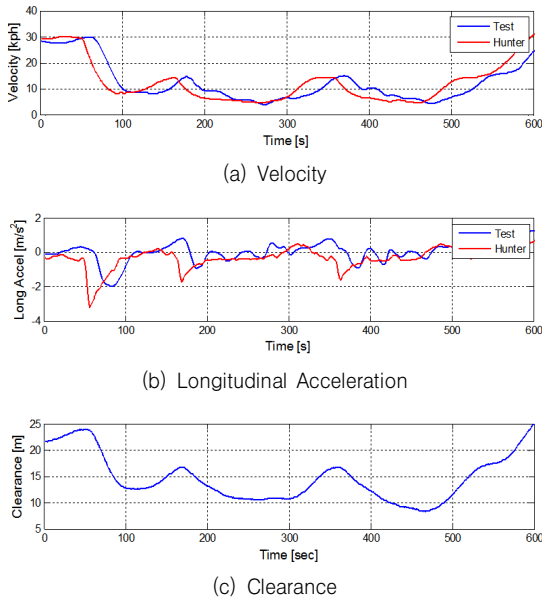 40
30
20
10
0
Velocity [kph]
Test
Hunter
0 100 200 300 400 500 600
Time [s]
(a) Velocity
2
0
-2
-4
Long Accel [m/s²]
Test
Hunter
0 100 200 300 400 500 600
Time [s]
(b) Longitudinal Acceleration
25
20
15
10
5
Clearance [m]
0 100 200 300 400 500 600
Time [sec]
(c) Clearance